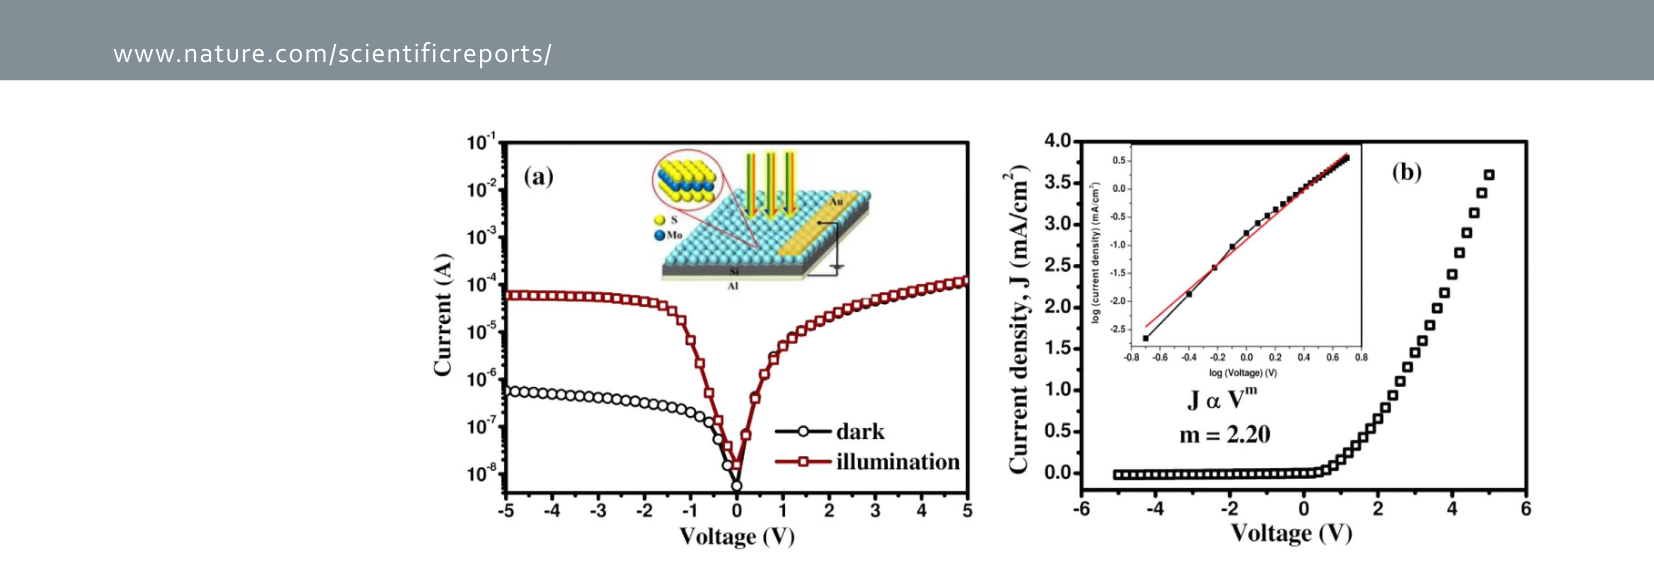 www.nature.com/scientificreports/
(a)
Current (A)
10-1
10-2
10-3
10-4
10-5
10-6
10-7
10-8
S
Mo
Au
Si
Al
dark
illumination
-5 -4 -3 -2 -1 0 1 2 3 4 5
Voltage (V)
(b)
Current density, J (mA/cm2)
4.0
3.5
3.0
2.5
2.0
1.5
1.0
0.5
0.0
log (current density) (mA/cm2)
0.5
0.0
-0.5
-1.0
-1.5
-2.0
-2.5
-0.8 -0.6 -0.4 -0.2 0.0 0.2 0.4 0.6 0.8
log (Voltage) (V)
J α Vm
m = 2.20
-6 -4 -2 0 2 4 6
Voltage (V)